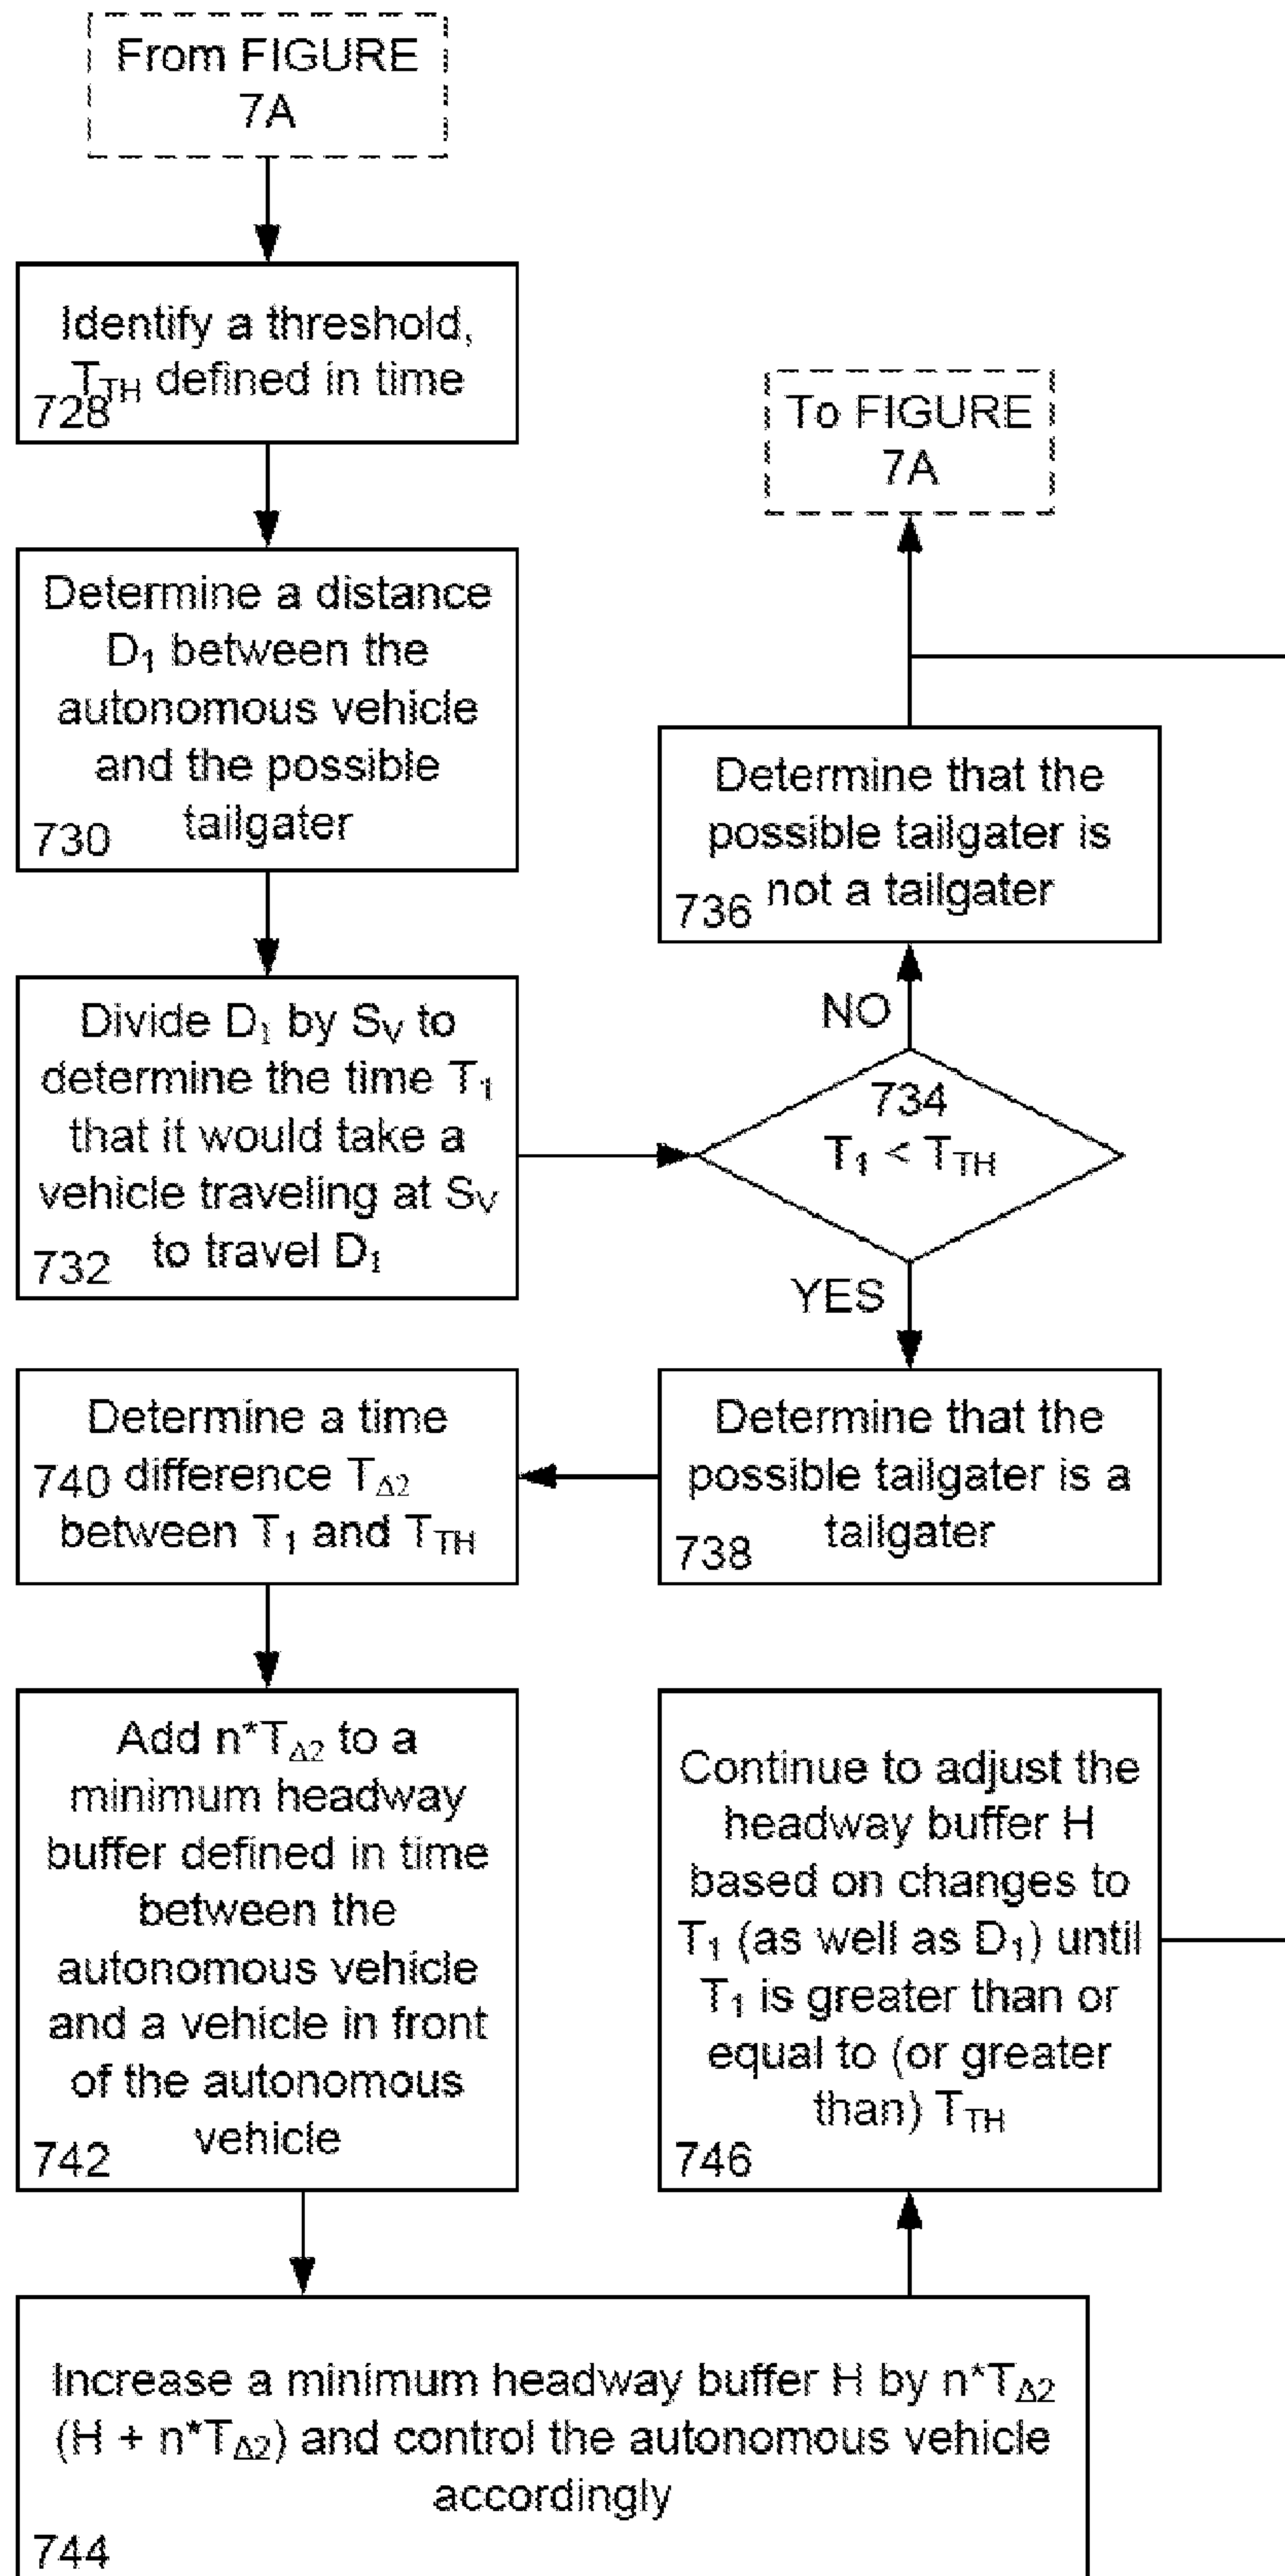 From FIGURE
7A
Identify a threshold,
T_TH defined in time
728
Determine a distance
D₁ between the
autonomous vehicle
and the possible
tailgater
730
Divide D₁ by S_V to
determine the time T₁
that it would take a
vehicle traveling at S_V
to travel D₁
732
To FIGURE
7A
Determine that the
possible tailgater is
not a tailgater
736
NO
734
T₁ < T_TH
YES
Determine that the
possible tailgater is a
tailgater
738
Determine a time
740 difference T_Δ2
between T₁ and T_TH
Add n*T_Δ2 to a
minimum headway
buffer defined in time
between the
autonomous vehicle
and a vehicle in front
of the autonomous
vehicle
742
Increase a minimum headway buffer H by n*T_Δ2
(H + n*T_Δ2) and control the autonomous vehicle
accordingly
744
Continue to adjust the
headway buffer H
based on changes to
T₁ (as well as D₁) until
T₁ is greater than or
equal to (or greater
than) T_TH
746